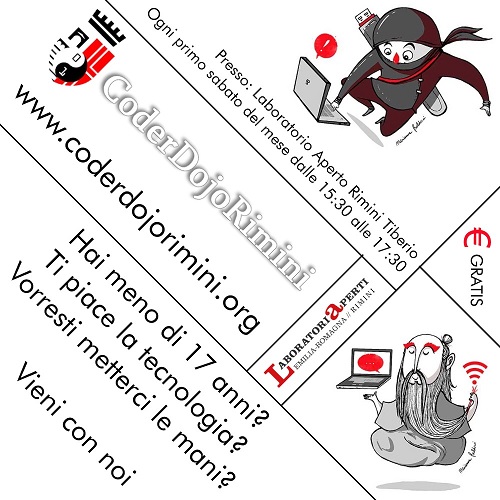 CoderDojoRimini
www.coderdojorimini.org
Presso: Laboratorio Aperto Rimini Tiberio
Ogni primo sabato del mese dalle 15:30 alle 17:30
€ GRATIS
LABORATORIAPERTI
EMILIA-ROMAGNA // RIMINI
Hai meno di 17 anni?
Ti piace la tecnologia?
Vorresti metterci le mani?
Vieni con noi